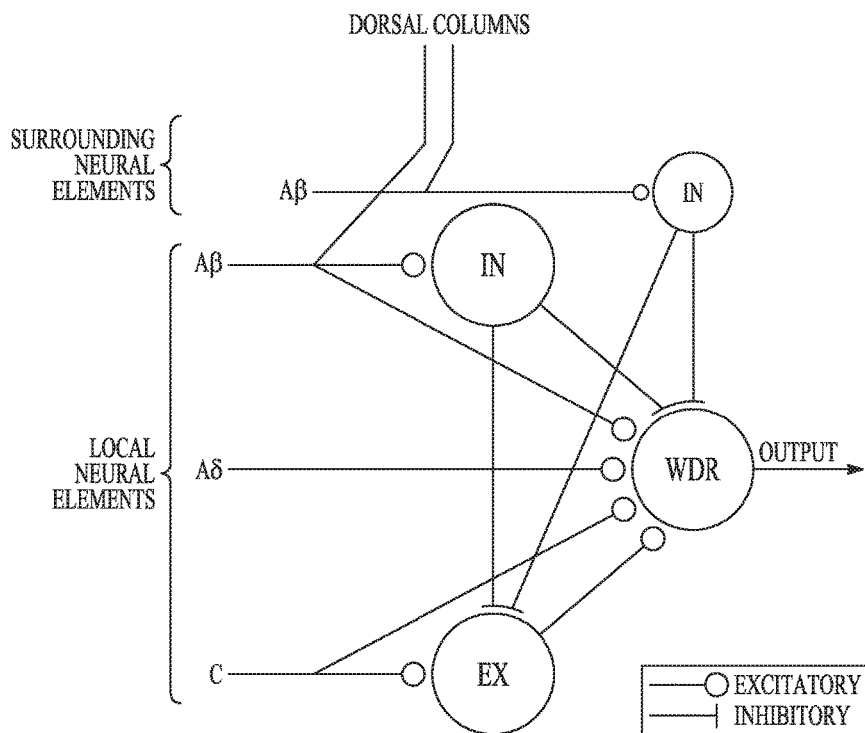 DORSAL COLUMNS
SURROUNDING
NEURAL
ELEMENTS
Aβ
IN
Aβ
IN
LOCAL
NEURAL
ELEMENTS
Aδ
WDR
OUTPUT
C
EX
EXCITATORY
INHIBITORY